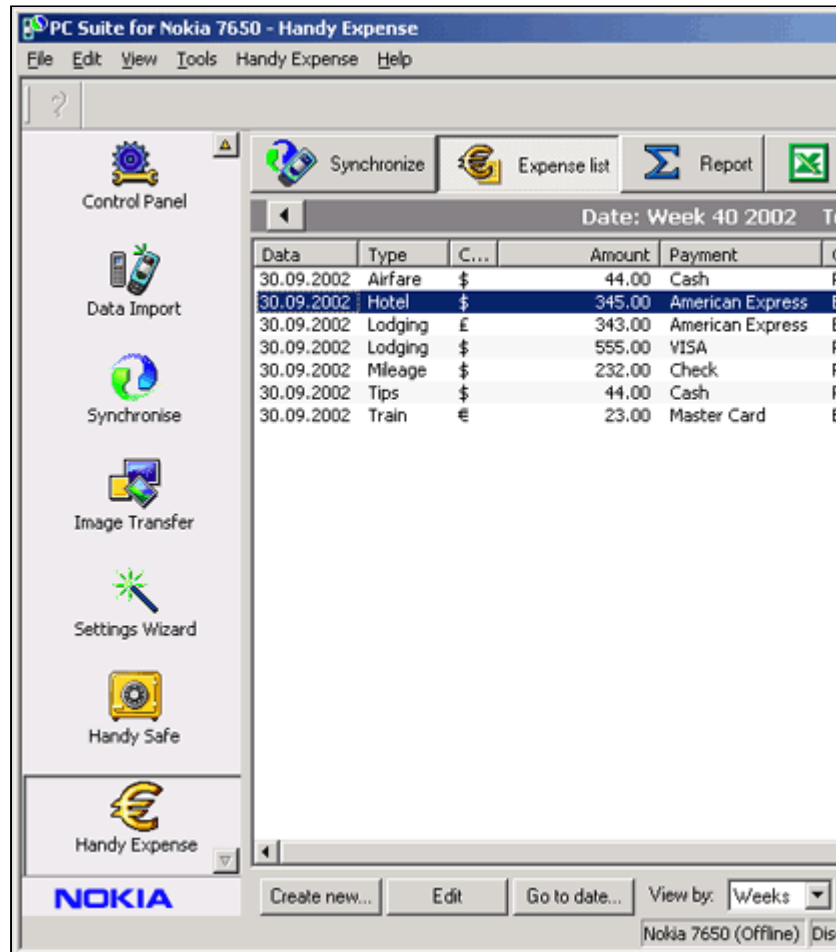 PC Suite for Nokia 7650 - Handy Expense
File Edit View Tools Handy Expense Help
Synchronize Expense list Report
Control Panel
Data Import
Synchronise
Image Transfer
Settings Wizard
Handy Safe
Handy Expense
NOKIA
Date: Week 40 2002
Data Type C... Amount Payment
30.09.2002 Airfare $ 44.00 Cash
30.09.2002 Hotel $ 345.00 American Express
30.09.2002 Lodging £ 343.00 American Express
30.09.2002 Lodging $ 555.00 VISA
30.09.2002 Mileage $ 232.00 Check
30.09.2002 Tips $ 44.00 Cash
30.09.2002 Train € 23.00 Master Card
Create new... Edit Go to date... View by: Weeks
Nokia 7650 (Offline)